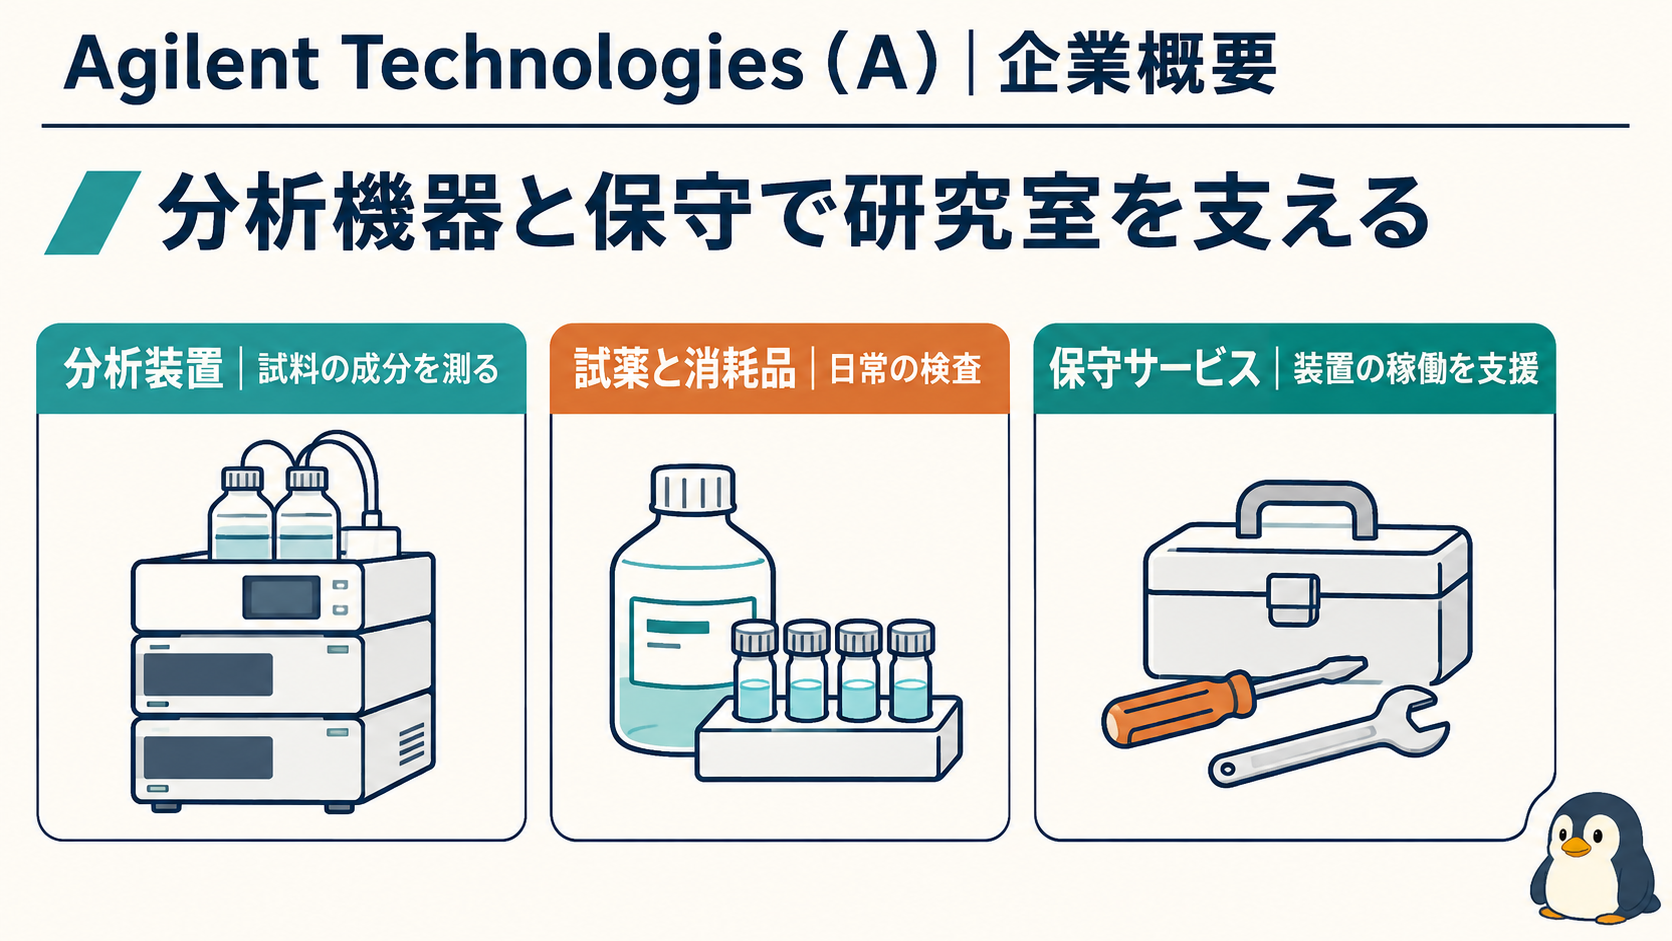 Agilent Technologies（A）｜企業概要
分析機器と保守で研究室を支える
分析装置｜試料の成分を測る
試薬と消耗品｜日常の検査
保守サービス｜装置の稼働を支援